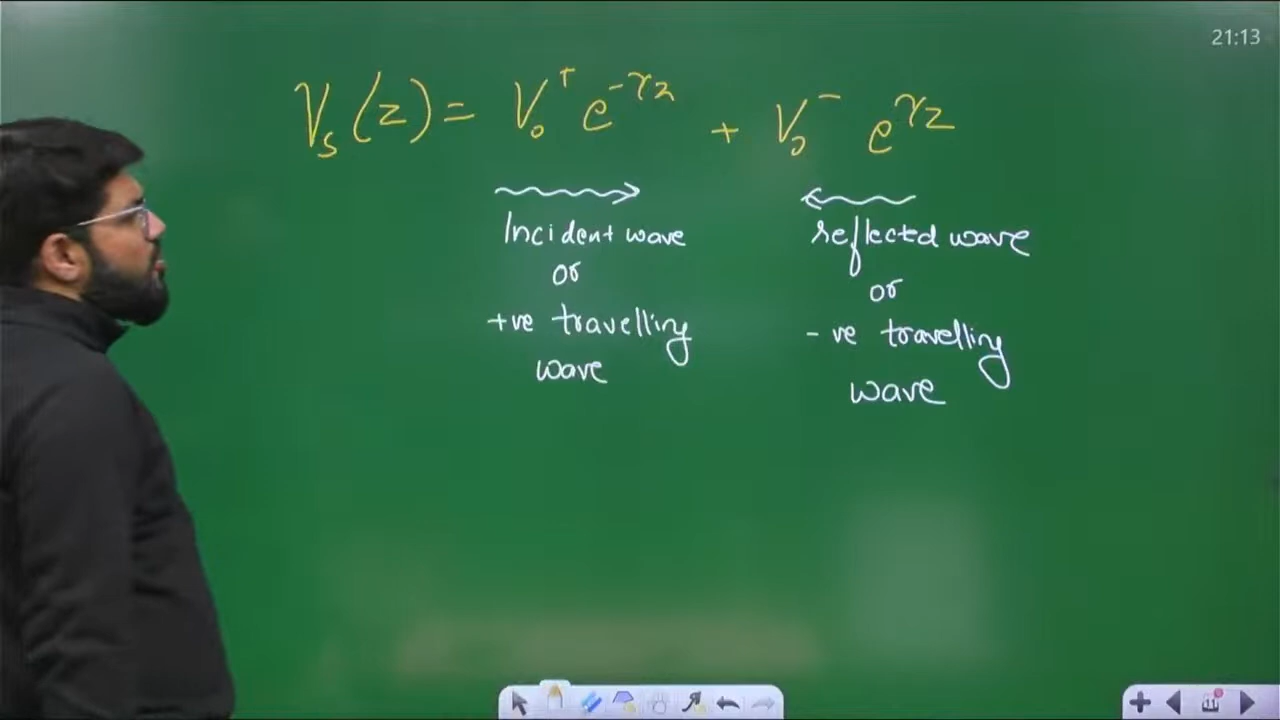 21:13
Vₛ(z) = V₀⁺ e^{-γz} + V₀⁻ e^{γz}
Incident wave
or
+ve travelling
wave
reflected wave
or
- ve travelling
wave